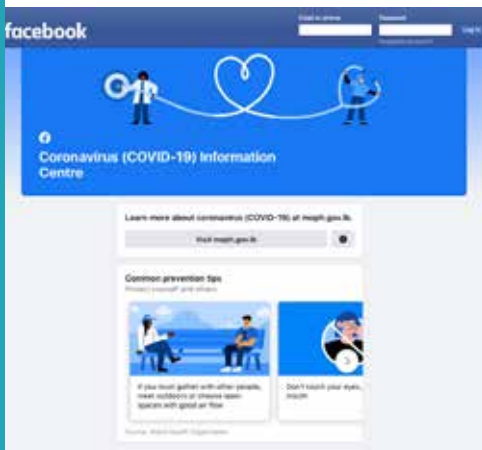 facebook
Email or phone
Password
Log In
Coronavirus (COVID-19) Information
Centre
Learn more about coronavirus (COVID-19) at moph.gov.lb.
Visit moph.gov.lb
Common prevention tips
Protect yourself and others
If you must gather with other people,
meet outdoors or choose open
spaces with good air flow
Don't touch your eyes,
mouth
Source: World Health Organization